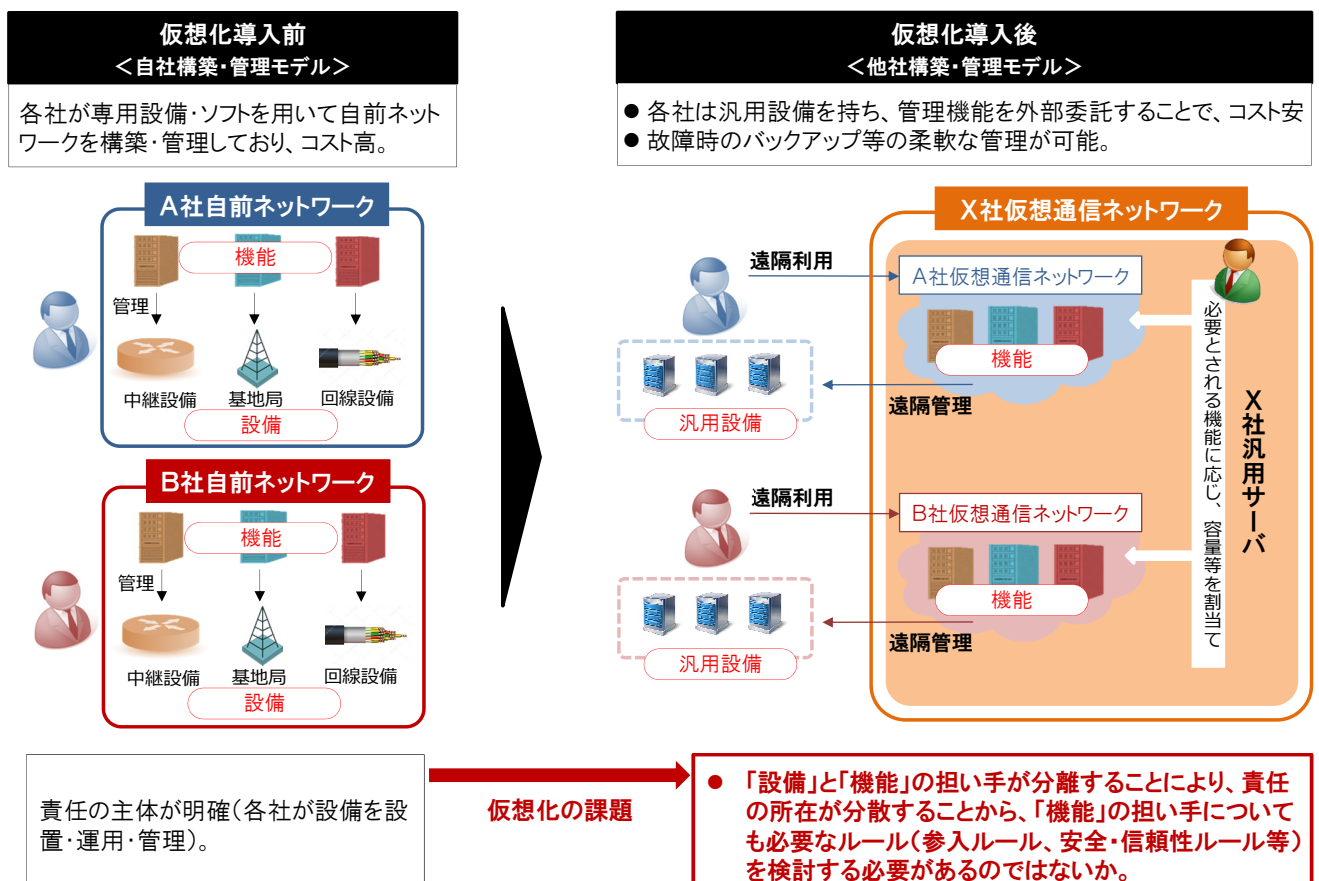 仮想化導入前
＜自社構築・管理モデル＞
各社が専用設備・ソフトを用いて自前ネット
ワークを構築・管理しており、コスト高。
A社自前ネットワーク
機能
管理
中継設備
基地局
回線設備
設備
B社自前ネットワーク
機能
管理
中継設備
基地局
回線設備
設備
責任の主体が明確（各社が設備を設
置・運用・管理）。
仮想化の課題
仮想化導入後
＜他社構築・管理モデル＞
● 各社は汎用設備を持ち、管理機能を外部委託することで、コスト安
● 故障時のバックアップ等の柔軟な管理が可能。
X社仮想通信ネットワーク
遠隔利用
A社仮想通信ネットワーク
機能
遠隔管理
汎用設備
遠隔利用
B社仮想通信ネットワーク
機能
遠隔管理
汎用設備
必要とされる機能に応じ、容量等を割当て
X社汎用サーバ
● 「設備」と「機能」の担い手が分離することにより、責任
の所在が分散することから、「機能」の担い手について
も必要なルール（参入ルール、安全・信頼性ルール等）
を検討する必要があるのではないか。